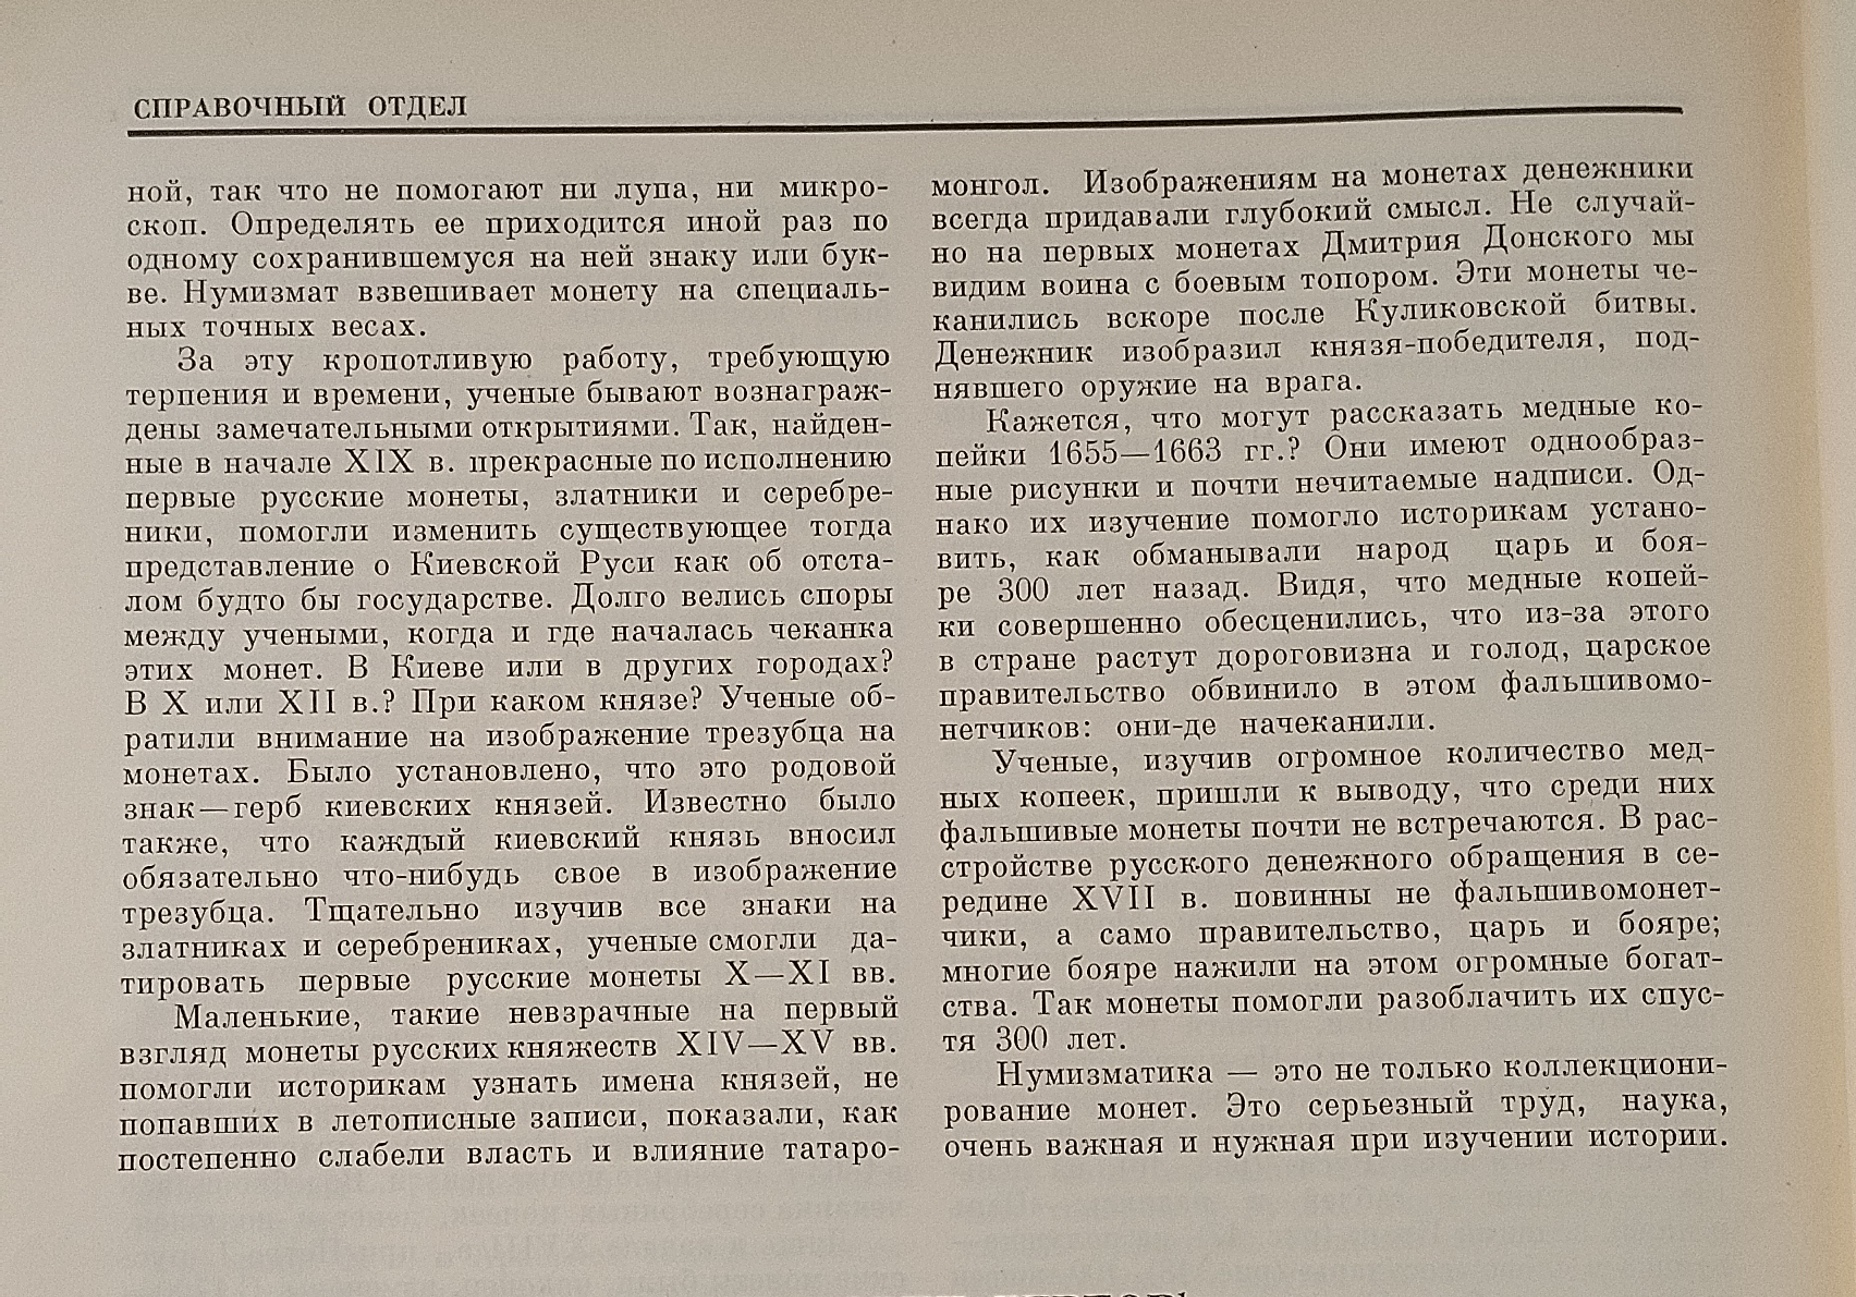 СПРАВОЧНЫЙ ОТДЕЛ
ной, так что не помогают ни лупа, ни микро-
скоп. Определять ее приходится иной раз по
одному сохранившемуся на ней знаку или бук-
ве. Нумизмат взвешивает монету на специаль-
ных точных весах.
За эту кропотливую работу, требующую
терпения и времени, ученые бывают вознаграж-
дены замечательными открытиями. Так, найден-
ные в начале XIX в. прекрасные по исполнению
первые русские монеты, златники и серебре-
ники, помогли изменить существующее тогда
представление о Киевской Руси как об отста-
лом будто бы государстве. Долго велись споры
между учеными, когда и где началась чеканка
этих монет. В Киеве или в других городах?
В X или XII в.? При каком князе? Ученые об-
ратили внимание на изображение трезубца на
монетах. Было установлено, что это родовой
знак—герб киевских князей. Известно было
также, что каждый киевский князь вносил
обязательно что-нибудь свое в изображение
трезубца. Тщательно изучив все знаки на
златниках и серебрениках, ученые смогли да-
тировать первые русские монеты X—XI вв.
Маленькие, такие невзрачные на первый
взгляд монеты русских княжеств XIV—XV вв.
помогли историкам узнать имена князей, не
попавших в летописные записи, показали, как
постепенно слабели власть и влияние татаро-
монгол. Изображениям на монетах денежники
всегда придавали глубокий смысл. Не случай-
но на первых монетах Дмитрия Донского мы
видим воина с боевым топором. Эти монеты че-
канились вскоре после Куликовской битвы.
Денежник изобразил князя-победителя, под-
нявшего оружие на врага.
Кажется, что могут рассказать медные ко-
пейки 1655—1663 гг.? Они имеют однообраз-
ные рисунки и почти нечитаемые надписи. Од-
нако их изучение помогло историкам устано-
вить, как обманывали народ царь и боя-
ре 300 лет назад. Видя, что медные копей-
ки совершенно обесценились, что из-за этого
в стране растут дороговизна и голод, царское
правительство обвинило в этом фальшивомо-
нетчиков: они-де начеканили.
Ученые, изучив огромное количество мед-
ных копеек, пришли к выводу, что среди них
фальшивые монеты почти не встречаются. В рас-
стройстве русского денежного обращения в се-
редине XVII в. повинны не фальшивомонет-
чики, а само правительство, царь и бояре;
многие бояре нажили на этом огромные богат-
ства. Так монеты помогли разоблачить их спус-
тя 300 лет.
Нумизматика — это не только коллекциони-
рование монет. Это серьезный труд, наука,
очень важная и нужная при изучении истории.